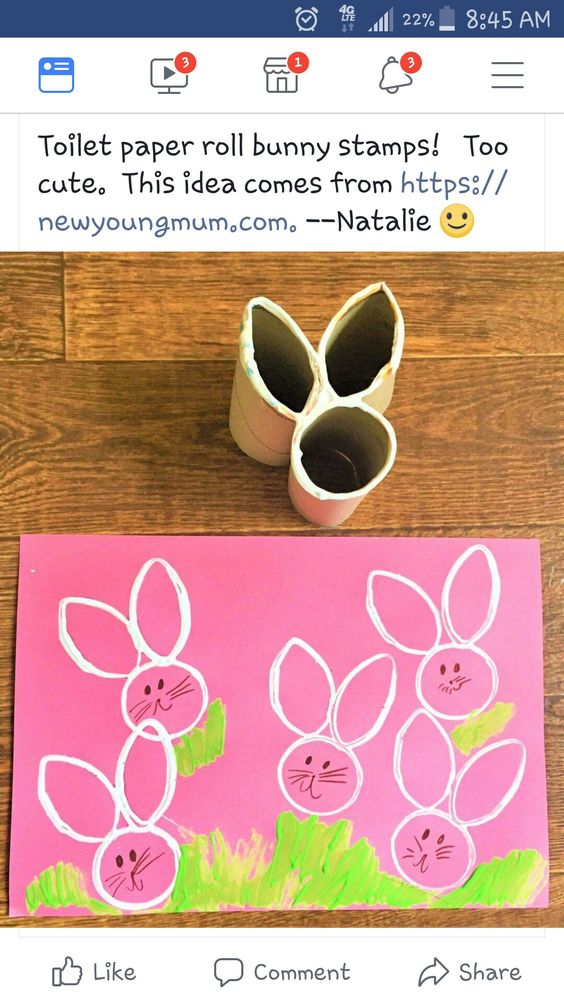 4G
LTE
22%
8:45 AM
3
1
3
Toilet paper roll bunny stamps! Too
cute. This idea comes from https://
newyoungmum.com. --Natalie
Like
Comment
Share